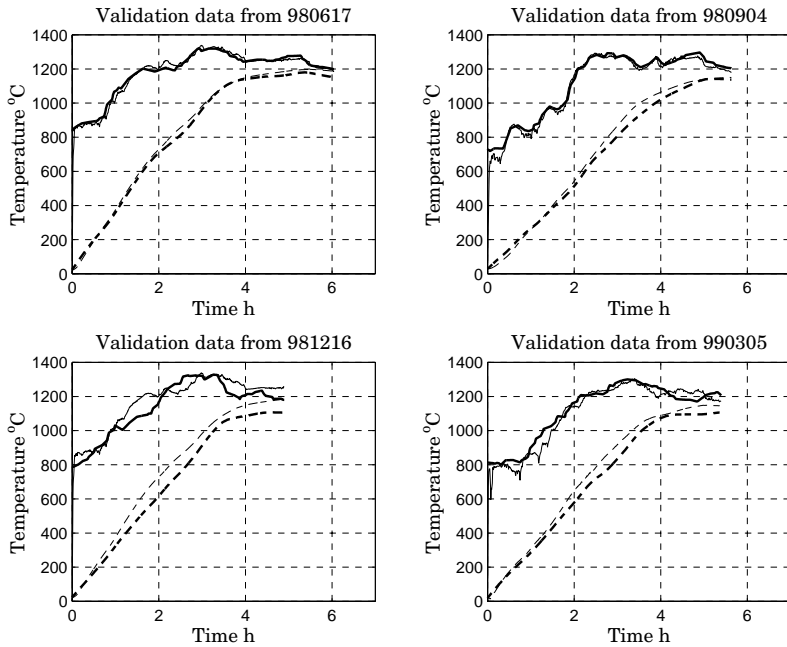 Validation data from 980617
Validation data from 980904
1400
1200
1000
800
600
400
200
0
Temperature °C
0 2 4 6
Time h
1400
1200
1000
800
600
400
200
0
Temperature °C
0 2 4 6
Time h
Validation data from 981216
Validation data from 990305
1400
1200
1000
800
600
400
200
0
Temperature °C
0 2 4 6
Time h
1400
1200
1000
800
600
400
200
0
Temperature °C
0 2 4 6
Time h